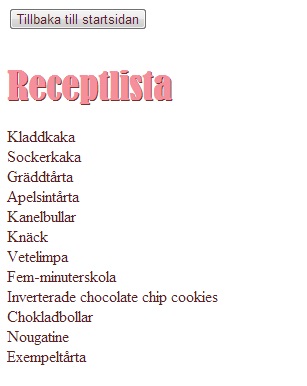 Tillbaka till startsidan
Receptlista
Kladdkaka
Sockerkaka
Gräddtårta
Apelsintårta
Kanelbullar
Knäck
Vetelimpa
Fem-minuterskola
Inverterade chocolate chip cookies
Chokladbollar
Nougatine
Exempeltårta